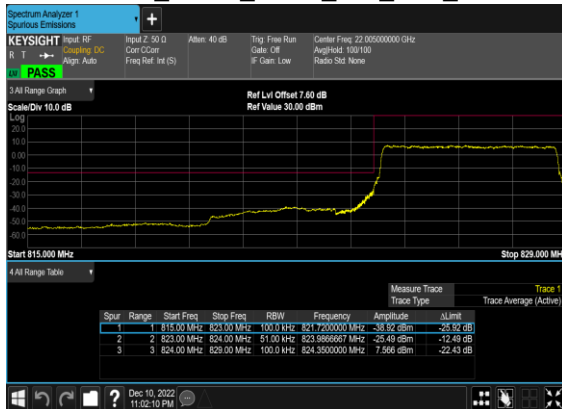 Spectrum Analyzer 1
Spurious Emissions
+
KEYSIGHT Input: RF Input Z: 50 Ω Atten: 40 dB Trig: Free Run Center Freq: 22.005000000 GHz
R T Coupling: DC Corr CCorr Gate: Off Avg|Hold: 100/100
Align: Auto Freq Ref: Int (S) IF Gain: Low Radio Std: None
PASS
3 All Range Graph
Ref Lvl Offset 7.60 dB
Scale/Div 10.0 dB Ref Value 30.00 dBm
Log
20.0
10.0
0.00
-10.0
-20.0
-30.0
-40.0
-50.0
-60.0
Start 815.000 MHz Stop 829.000 MH
4 All Range Table
Measure Trace Trace 1
Trace Type Trace Average (Active)
Spur Range Start Freq Stop Freq RBW Frequency Amplitude ΔLimit
1 1 815.00 MHz 823.00 MHz 100.0 kHz 821.7200000 MHz -38.92 dBm -25.92 dB
2 2 823.00 MHz 824.00 MHz 51.00 kHz 823.9866667 MHz -25.49 dBm -12.49 dB
3 3 824.00 MHz 829.00 MHz 100.0 kHz 824.3500000 MHz 7.566 dBm -22.43 dB
? Dec 10, 2022
11:02:10 PM